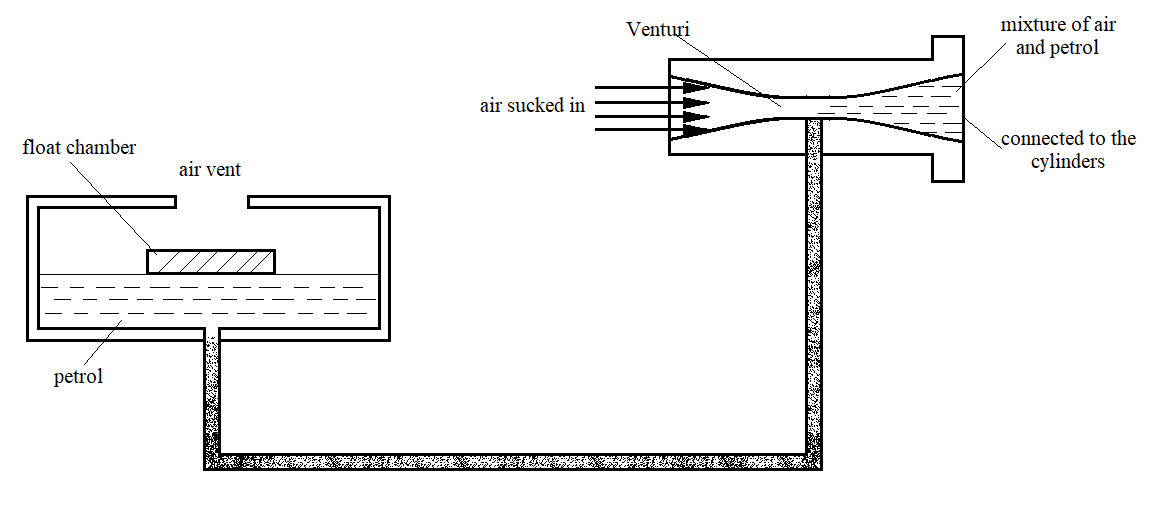 Venturi
mixture of air
and petrol
air sucked in
connected to the
cylinders
float chamber
air vent
petrol